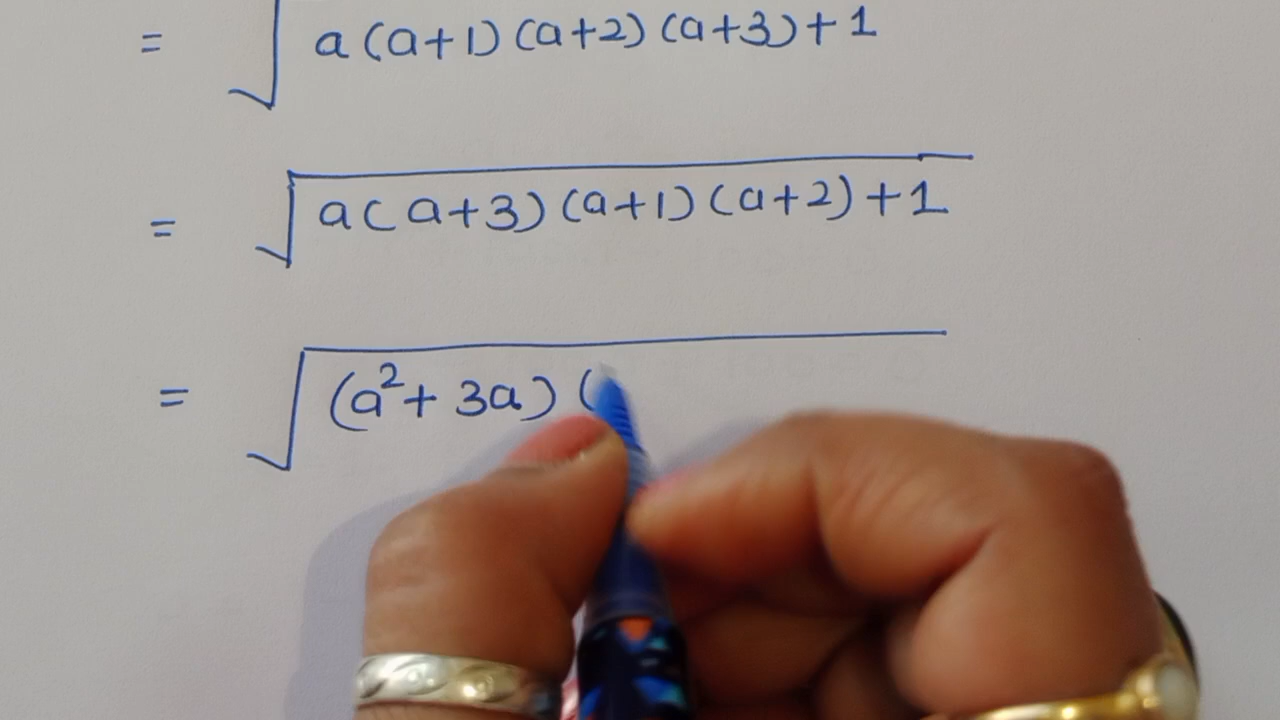 = √a(a+1)(a+2)(a+3)+1
= √a(a+3)(a+1)(a+2)+1
= √(a²+3a)(